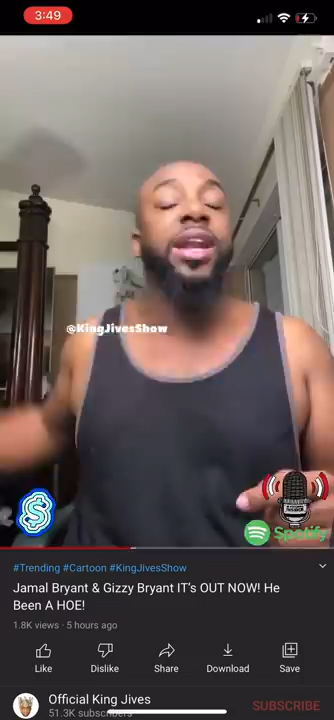 3:49
@KingJivesShow
Spotify
#Trending #Cartoon #KingJivesShow
Jamal Bryant & Gizzy Bryant IT's OUT NOW! He
Been A HOE!
1.8K views · 5 hours ago
Like
Dislike
Share
Download
Save
Official King Jives
51.3K subscribers
SUBSCRIBE